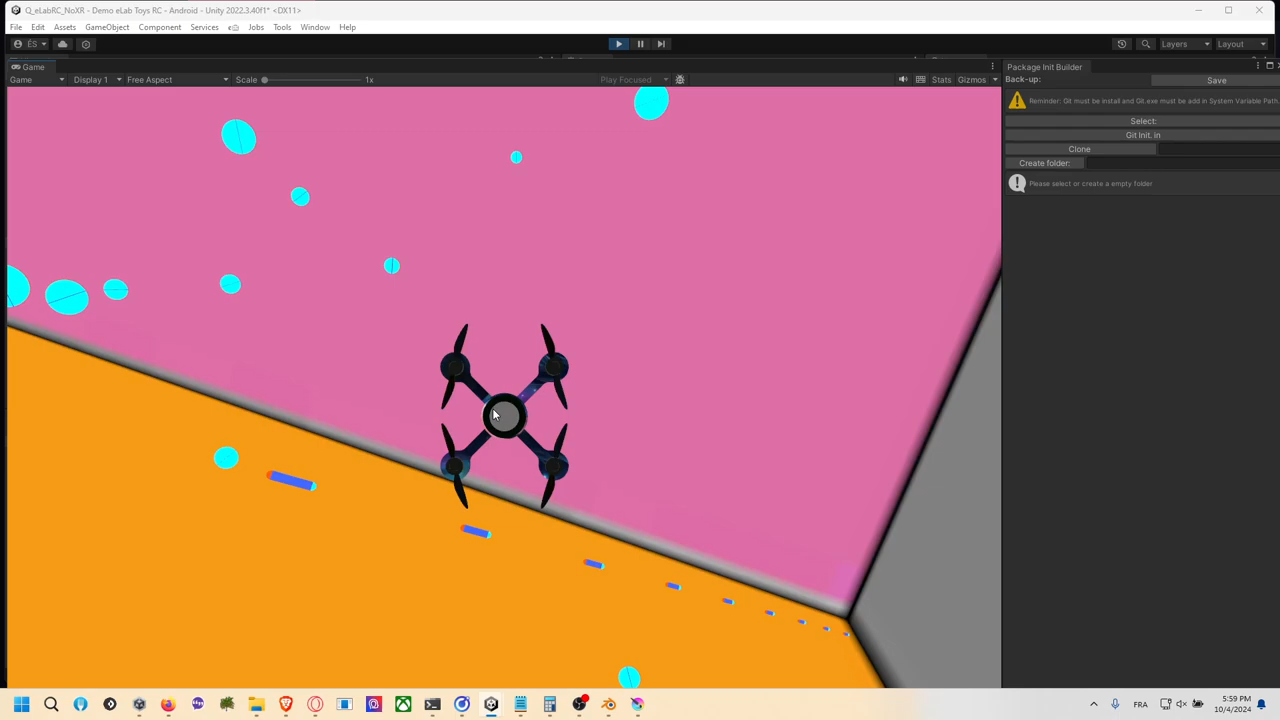 Q_eLabRC_NoXR - Demo eLab Toys RC - Android - Unity 2022.3.40f1* <DX11>
File Edit Assets GameObject Component Services Jobs Tools Window Help
ÉS Layers Layout
Game Package Init Builder
Game Display 1 Free Aspect Scale 1x Play Focused Stats Gizmos Back-up: Save
Reminder: Git must be install and Git.exe must be add in System Variable Path.
Select:
Git Init. in
Clone
Create folder:
Please select or create a empty folder
FRA 5:59 PM
10/4/2024